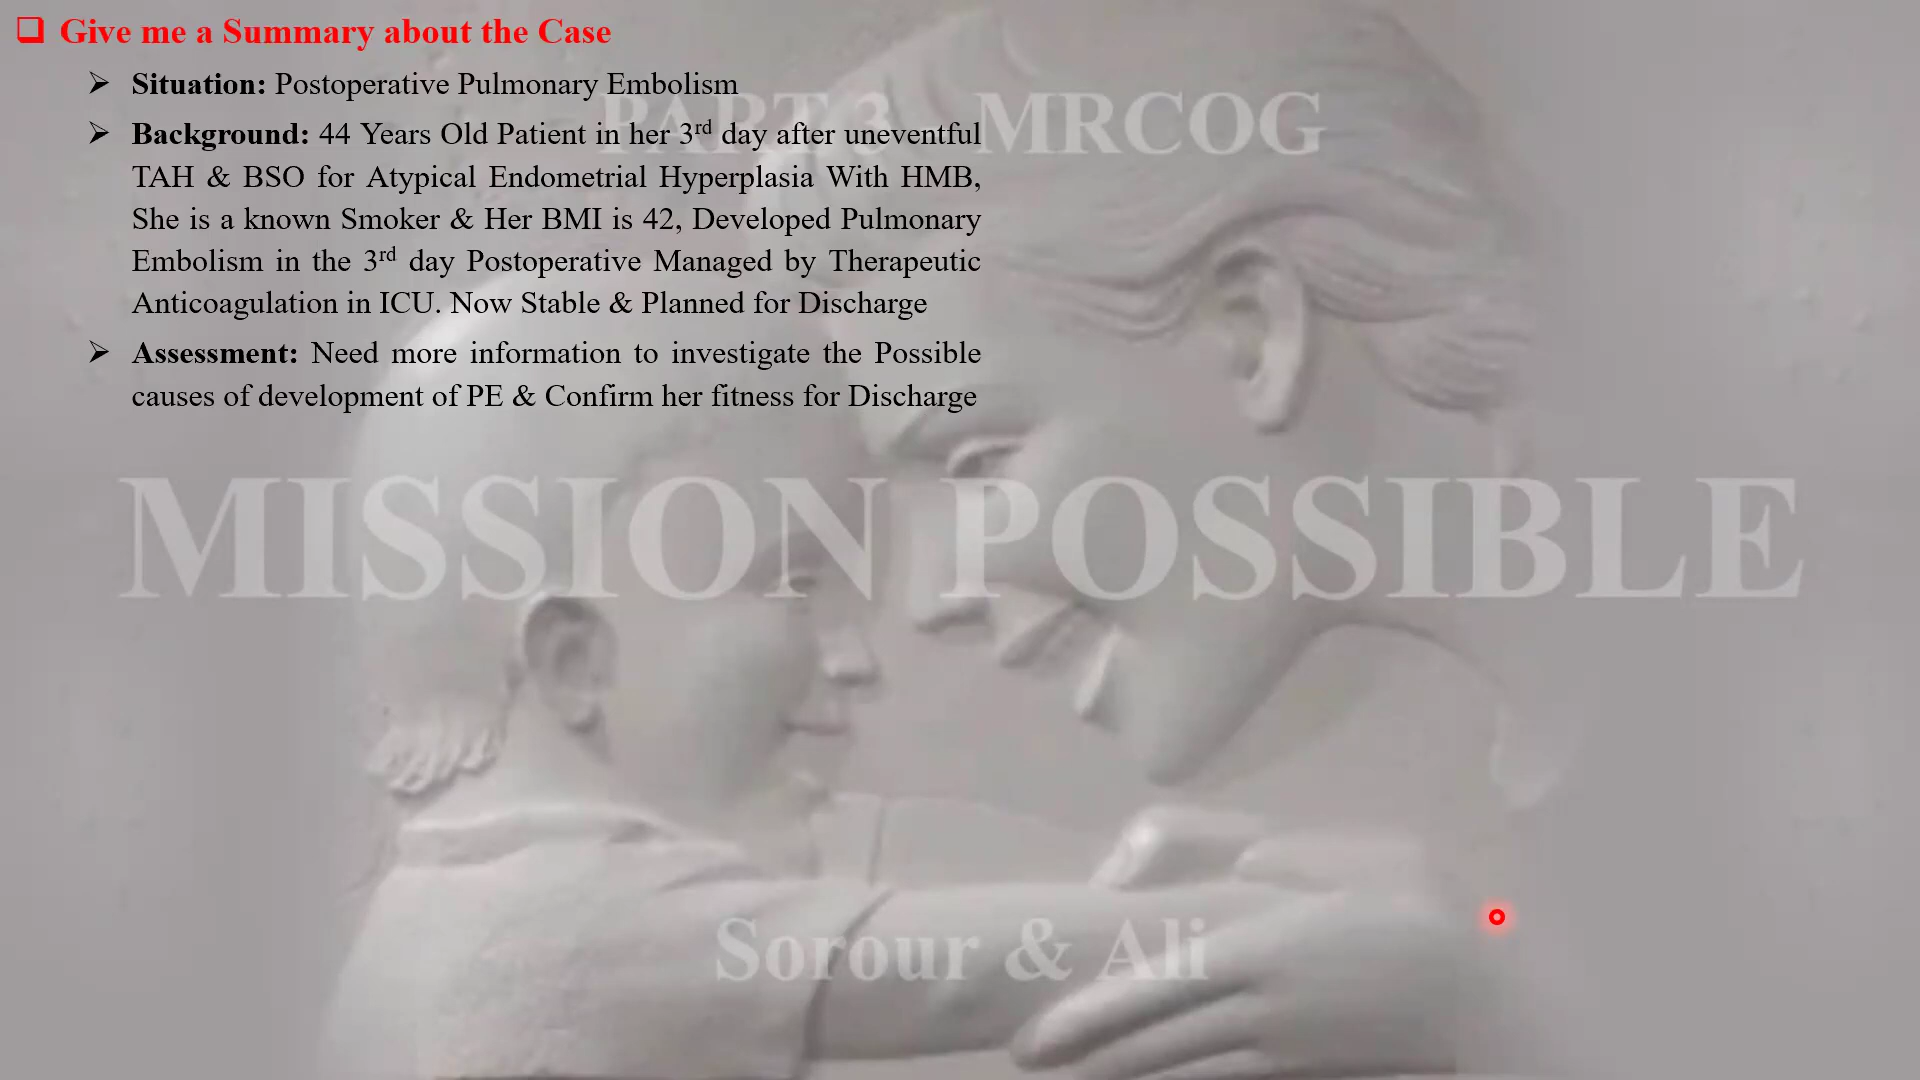 ❑ Give me a Summary about the Case
➢ Situation: Postoperative Pulmonary Embolism
PART 3 MRCOG
➢ Background: 44 Years Old Patient in her 3rd day after uneventful
TAH & BSO for Atypical Endometrial Hyperplasia With HMB,
She is a known Smoker & Her BMI is 42, Developed Pulmonary
Embolism in the 3rd day Postoperative Managed by Therapeutic
Anticoagulation in ICU. Now Stable & Planned for Discharge
➢ Assessment: Need more information to investigate the Possible
causes of development of PE & Confirm her fitness for Discharge
MISSION POSSIBLE
Sorour & Ali